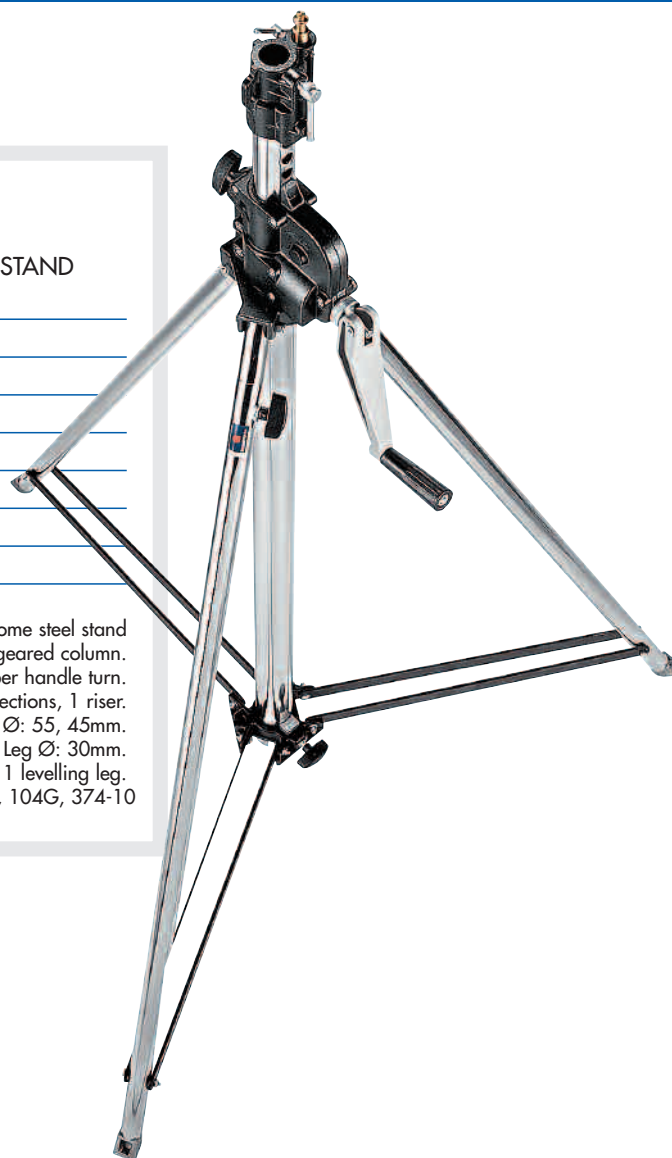 STAND
ome steel stand
geared column.
per handle turn.
ections, 1 riser.
Ø: 55, 45mm.
Leg Ø: 30mm.
1 levelling leg.
, 104G, 374-10